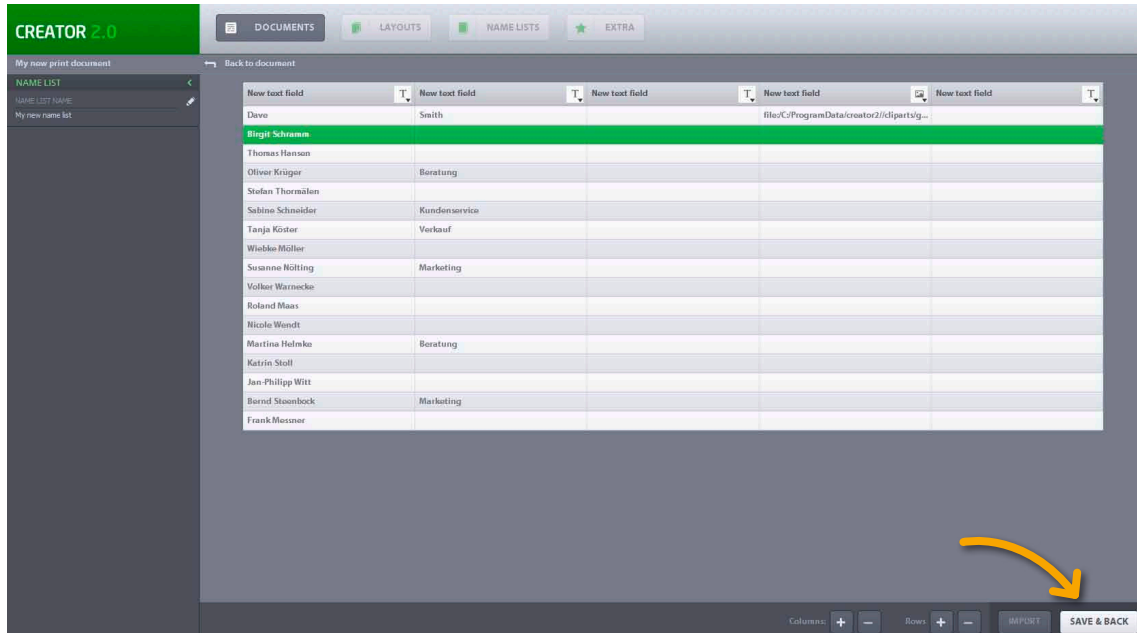 CREATOR 2.0
DOCUMENTS LAYOUTS NAME LISTS EXTRA
My new print document
Back to document
NAME LIST
NAME LIST NAME
My new name list
New text field T New text field T New text field T New text field New text field T
Dave Smith file:/C:/ProgramData/creator2//cliparts/g...
Birgit Schramm
Thomas Hansen
Oliver Krüger Beratung
Stefan Thormälen
Sabine Schneider Kundenservice
Tanja Köster Verkauf
Wiebke Möller
Susanne Nölting Marketing
Volker Warnecke
Roland Maas
Nicole Wendt
Martina Helmke Beratung
Katrin Stoll
Jan-Philipp Witt
Bernd Steenbock Marketing
Frank Messner
Columns: + − Rows + − IMPORT SAVE & BACK